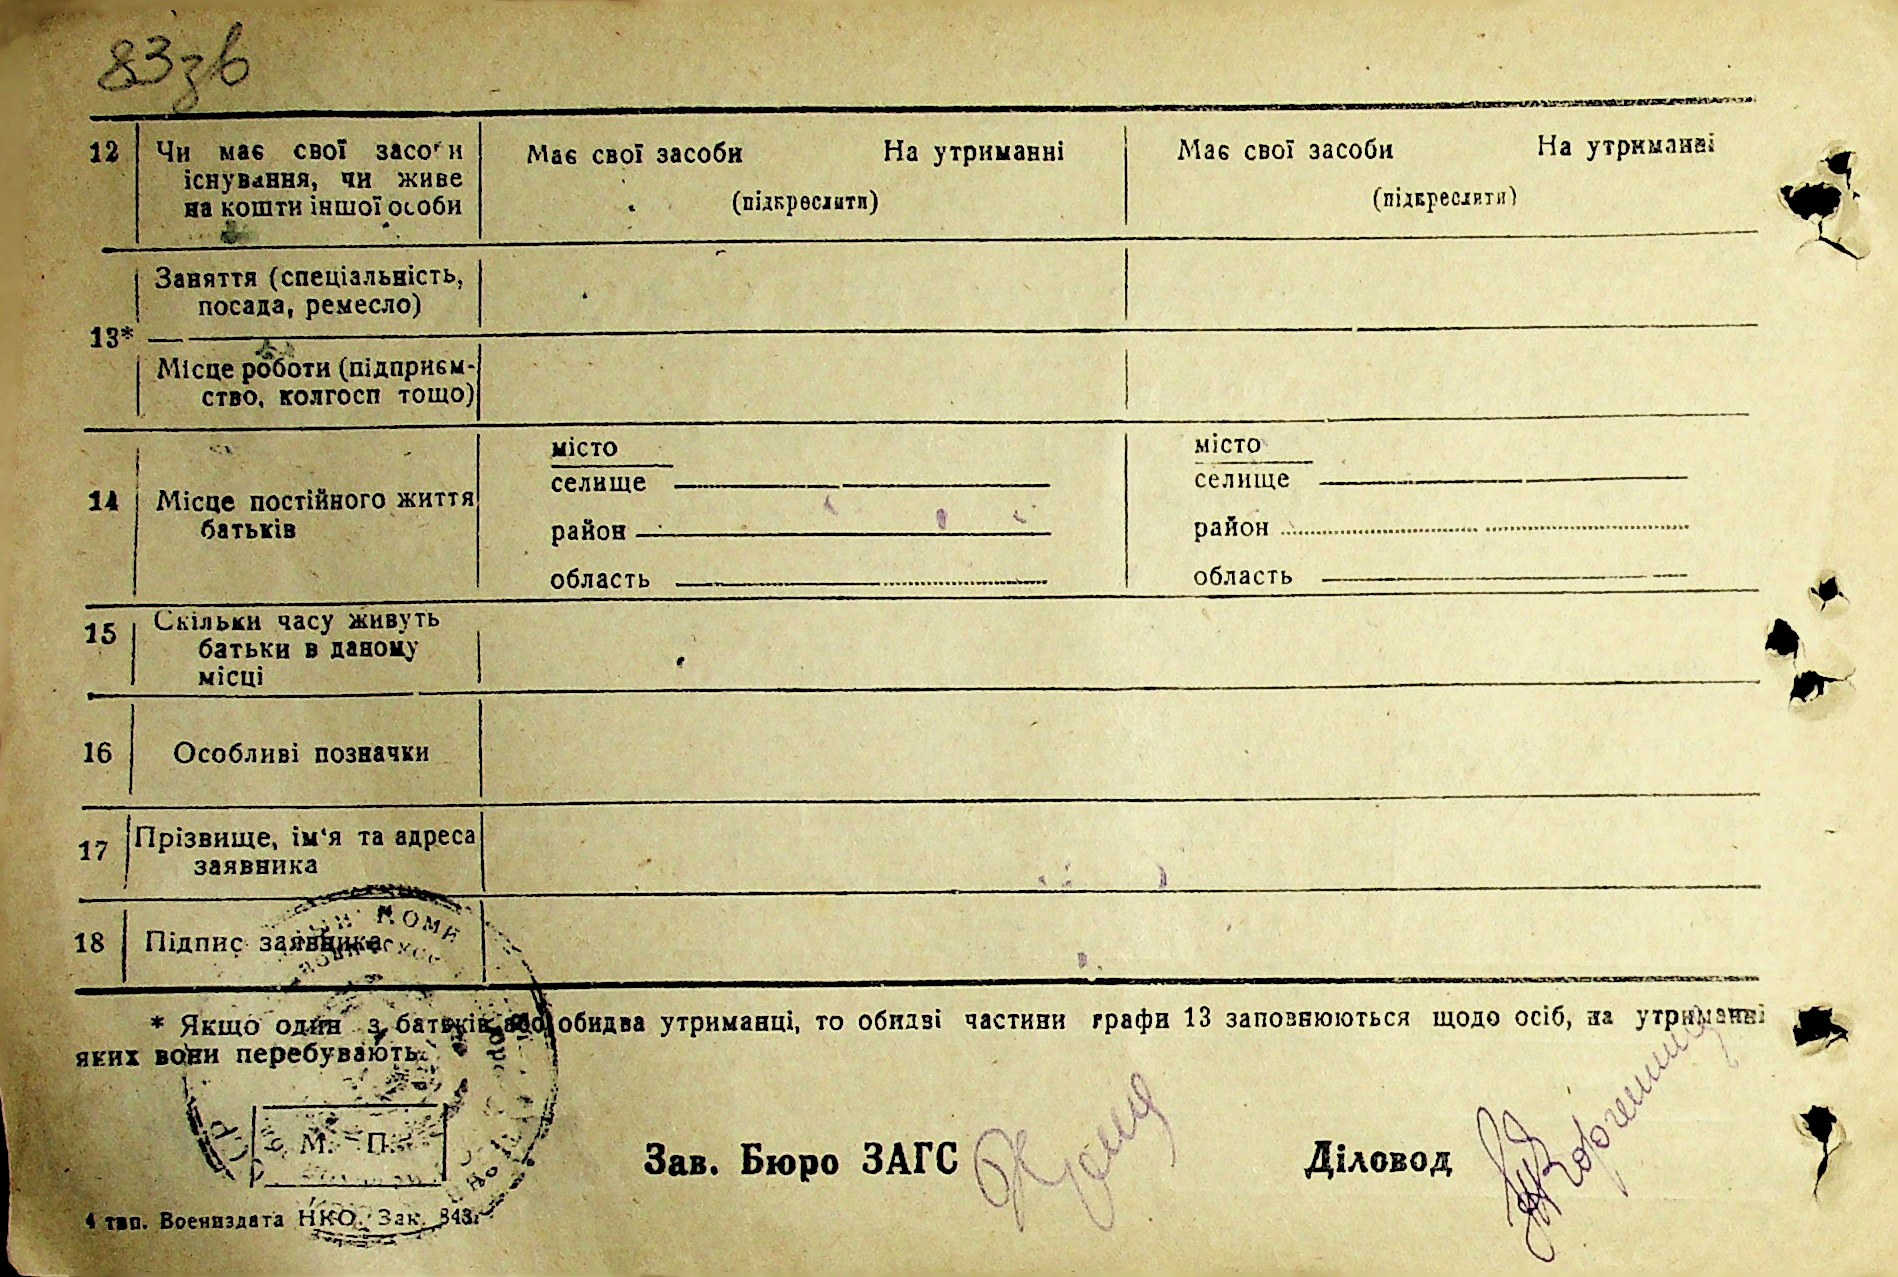 83зв
12 Чи має свої засоби Має свої засоби На утриманні Має свої засоби На утриманні
існування, чи живе
на кошти іншої особи (підкреслити) (підкреслити)
Заняття (спеціальність,
посада, ремесло)
13*
Місце роботи (підприєм-
ство, колгосп тощо)
місто місто
селище селище
14 Місце постійного життя
батьків район район
область область
15 Скільки часу живуть
батьки в даному
місці
16 Особливі позначки
17 Прізвище, ім'я та адреса
заявника
18 Підпис заявника
* Якщо один з батьків або обидва утриманці, то обидві частини графи 13 заповнюються щодо осіб, на утриманні
яких вони перебувають.
М. П.
Зав. Бюро ЗАГС Діловод
4 тип. Воениздата НКО. Зак. 843.